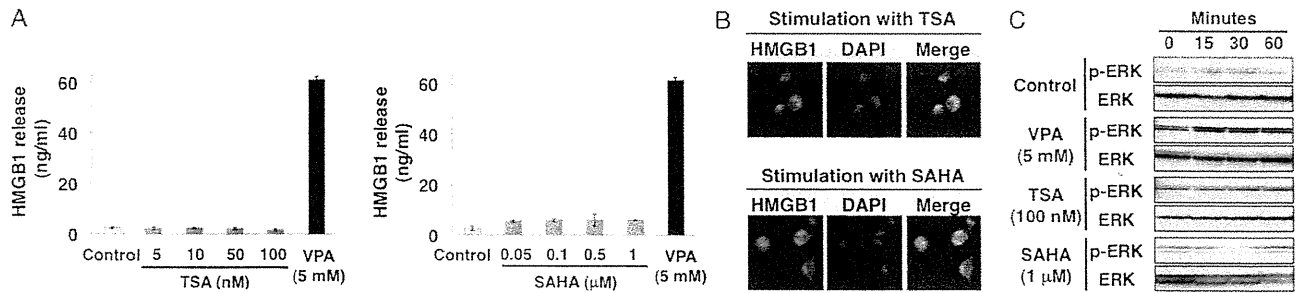 A
HMGB1 release
(ng/ml)
60
40
20
0
Control 5 10 50 100 VPA
TSA (nM) (5 mM)
HMGB1 release
(ng/ml)
60
40
20
0
Control 0.05 0.1 0.5 1 VPA
SAHA (μM) (5 mM)
B
Stimulation with TSA
HMGB1 DAPI Merge
Stimulation with SAHA
HMGB1 DAPI Merge
C
Minutes
0 15 30 60
Control
p-ERK
ERK
VPA
(5 mM)
p-ERK
ERK
TSA
(100 nM)
p-ERK
ERK
SAHA
(1 μM)
p-ERK
ERK